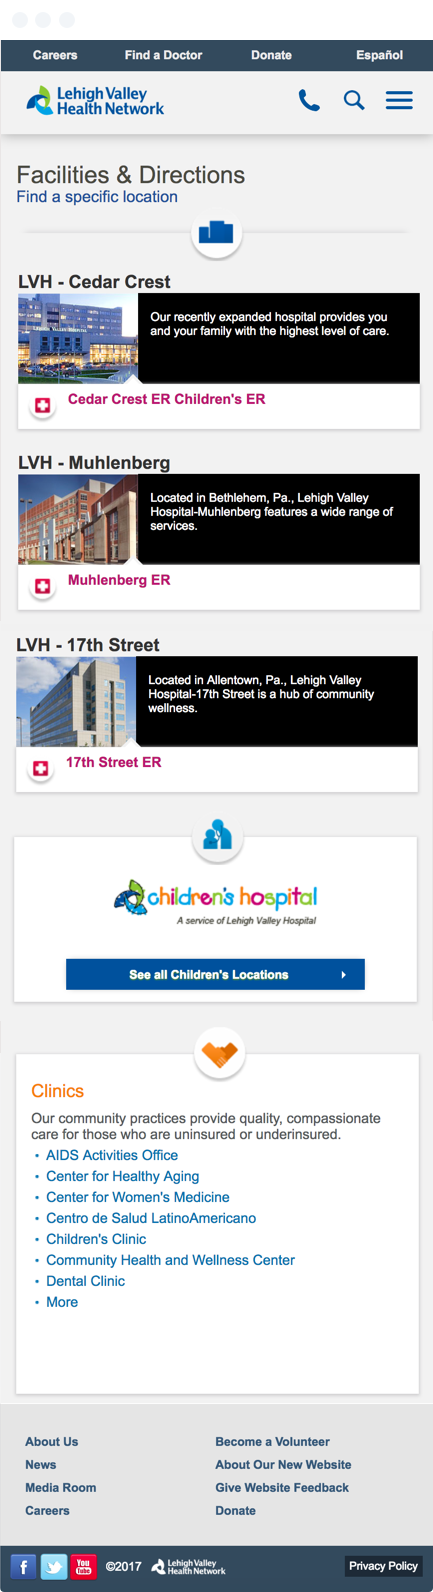 Careers Find a Doctor Donate Español
Lehigh Valley
Health Network
Facilities & Directions
Find a specific location
LVH - Cedar Crest
Our recently expanded hospital provides you
and your family with the highest level of care.
Cedar Crest ER Children's ER
LVH - Muhlenberg
Located in Bethlehem, Pa., Lehigh Valley
Hospital-Muhlenberg features a wide range of
services.
Muhlenberg ER
LVH - 17th Street
Located in Allentown, Pa., Lehigh Valley
Hospital-17th Street is a hub of community
wellness.
17th Street ER
children's hospital
A service of Lehigh Valley Hospital
See all Children's Locations
Clinics
Our community practices provide quality, compassionate
care for those who are uninsured or underinsured.
• AIDS Activities Office
• Center for Healthy Aging
• Center for Women's Medicine
• Centro de Salud LatinoAmericano
• Children's Clinic
• Community Health and Wellness Center
• Dental Clinic
• More
About Us
News
Media Room
Careers
Become a Volunteer
About Our New Website
Give Website Feedback
Donate
f
You
Tube
©2017
Lehigh Valley
Health Network
Privacy Policy